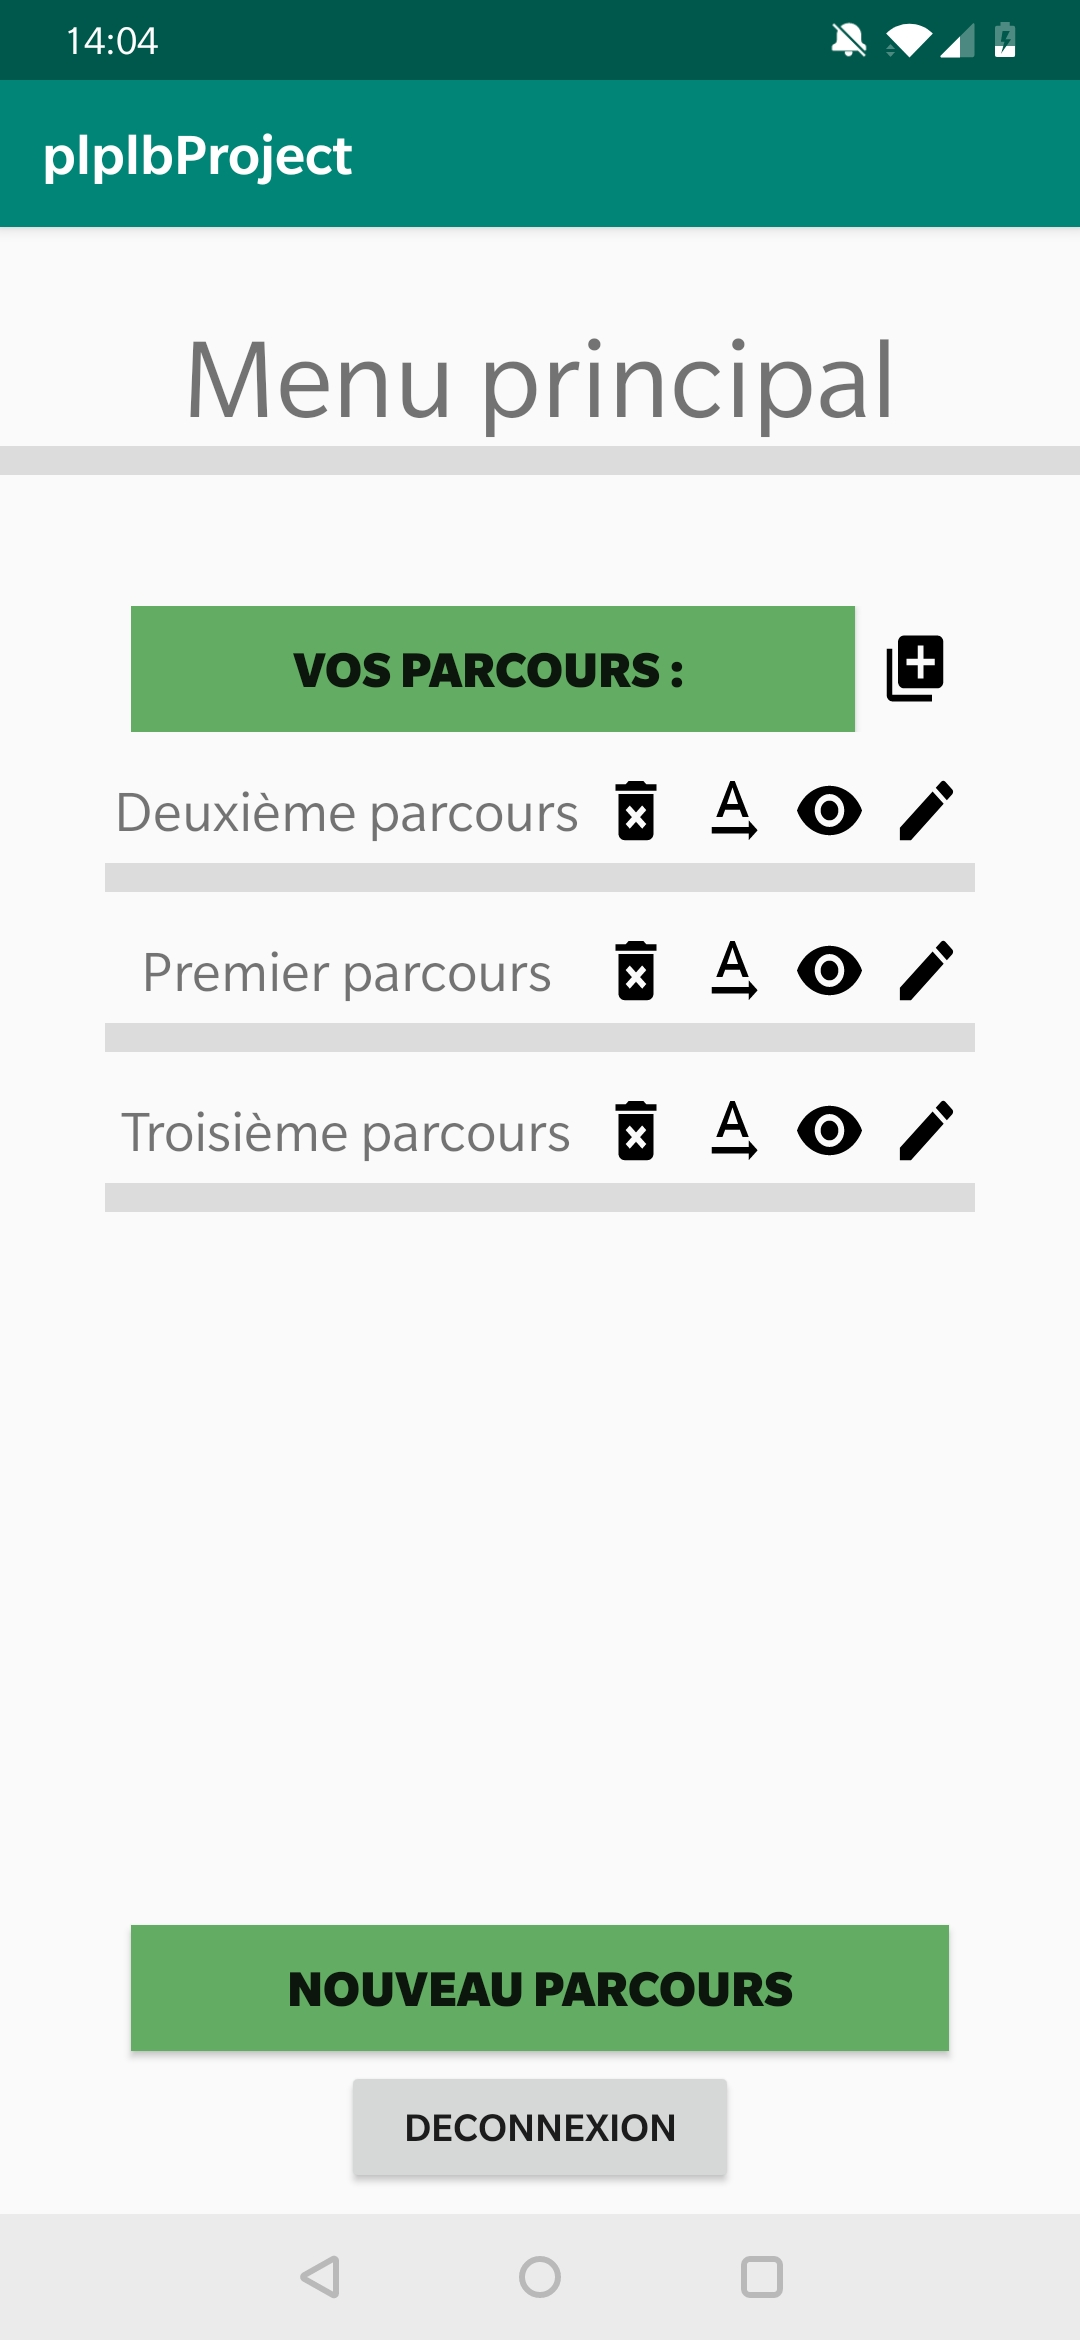 14:04
plplbProject
Menu principal
VOS PARCOURS :
Deuxième parcours
Premier parcours
Troisième parcours
NOUVEAU PARCOURS
DECONNEXION